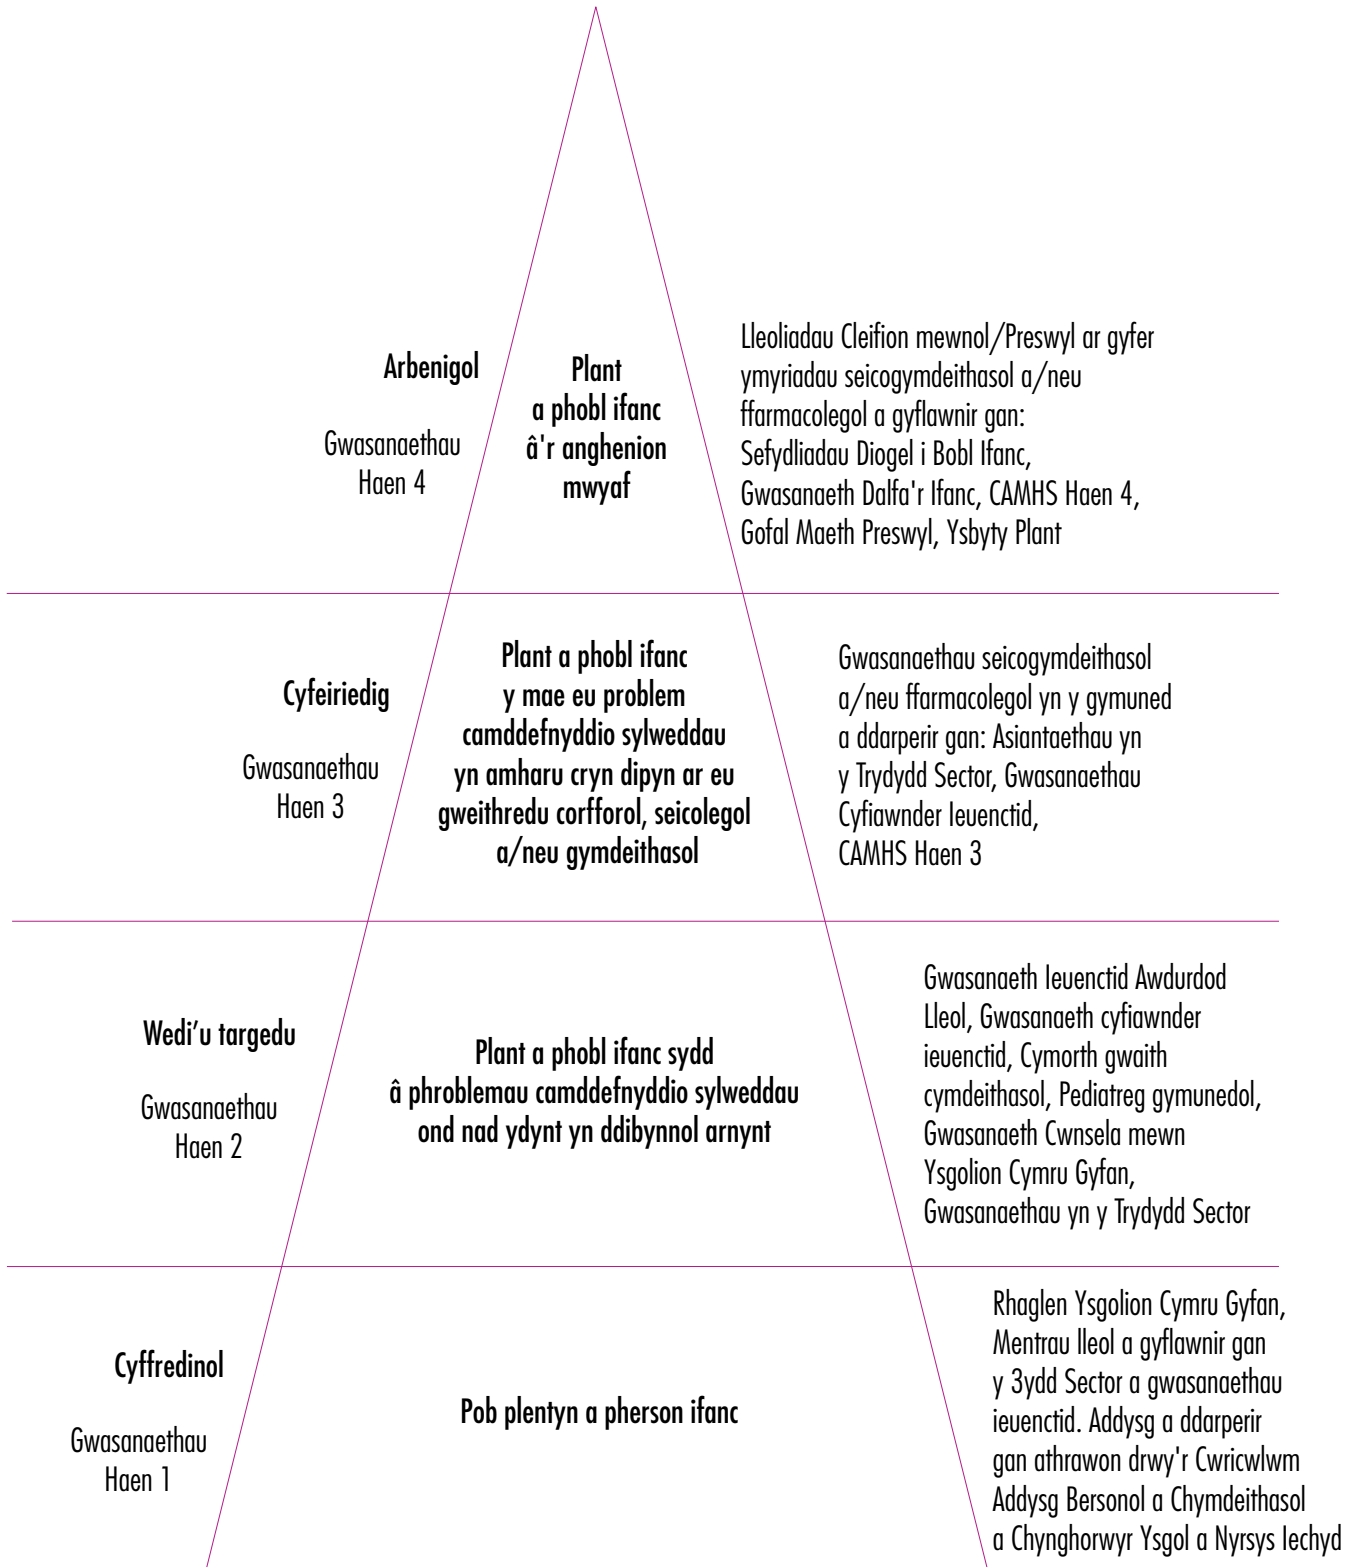 Arbenigol
Gwasanaethau
Haen 4
Plant
a phobl ifanc
â'r anghenion
mwyaf
Lleoliadau Cleifion mewnol/Preswyl ar gyfer
ymyriadau seicogymdeithasol a/neu
ffarmacolegol a gyflawnir gan:
Sefydliadau Diogel i Bobl Ifanc,
Gwasanaeth Dalfa'r Ifanc, CAMHS Haen 4,
Gofal Maeth Preswyl, Ysbyty Plant
Cyfeiriedig
Gwasanaethau
Haen 3
Plant a phobl ifanc
y mae eu problem
camddefnyddio sylweddau
yn amharu cryn dipyn ar eu
gweithredu corfforol, seicolegol
a/neu gymdeithasol
Gwasanaethau seicogymdeithasol
a/neu ffarmacolegol yn y gymuned
a ddarperir gan: Asiantaethau yn
y Trydydd Sector, Gwasanaethau
Cyfiawnder Ieuenctid,
CAMHS Haen 3
Wedi’u targedu
Gwasanaethau
Haen 2
Plant a phobl ifanc sydd
â phroblemau camddefnyddio sylweddau
ond nad ydynt yn ddibynnol arnynt
Gwasanaeth Ieuenctid Awdurdod
Lleol, Gwasanaeth cyfiawnder
ieuenctid, Cymorth gwaith
cymdeithasol, Pediatreg gymunedol,
Gwasanaeth Cwnsela mewn
Ysgolion Cymru Gyfan,
Gwasanaethau yn y Trydydd Sector
Cyffredinol
Gwasanaethau
Haen 1
Pob plentyn a pherson ifanc
Rhaglen Ysgolion Cymru Gyfan,
Mentrau lleol a gyflawnir gan
y 3ydd Sector a gwasanaethau
ieuenctid. Addysg a ddarperir
gan athrawon drwy'r Cwricwlwm
Addysg Bersonol a Chymdeithasol
a Chynghorwyr Ysgol a Nyrsys Iechyd